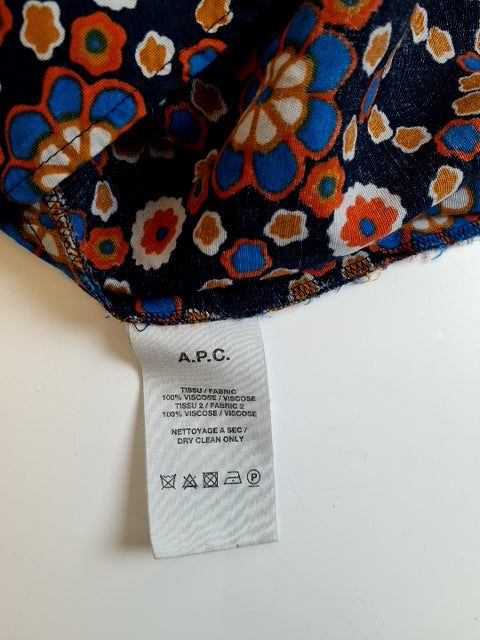 A.P.C.
TISSU / FABRIC
100% VISCOSE / VISCOSE
TISSU 2 / FABRIC 2
100% VISCOSE / VISCOSE
NETTOYAGE A SEC /
DRY CLEAN ONLY
P